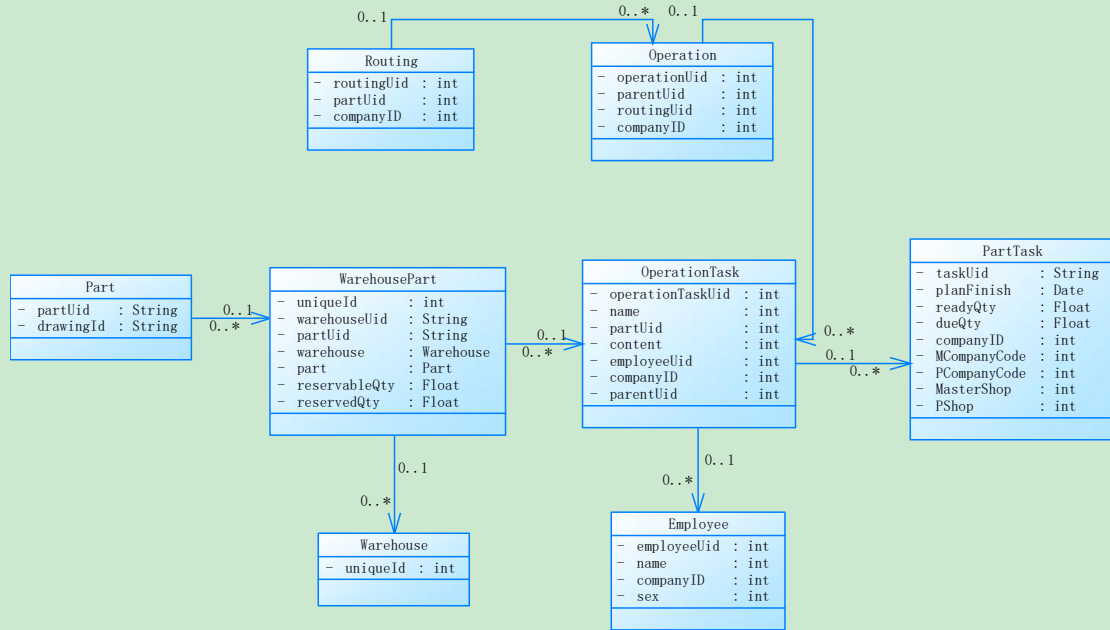 0..1
0..*
0..1
Routing
- routingUid : int
- partUid : int
- companyID : int
Operation
- operationUid : int
- parentUid : int
- routingUid : int
- companyID : int
Part
- partUid : String
- drawingId : String
0..1
0..*
WarehousePart
- uniqueId : int
- warehouseUid : String
- partUid : String
- warehouse : Warehouse
- part : Part
- reservableQty : Float
- reservedQty : Float
0..1
0..*
OperationTask
- operationTaskUid : int
- name : int
- partUid : int
- content : int
- employeeUid : int
- companyID : int
- parentUid : int
0..*
0..1
0..*
PartTask
- taskUid : String
- planFinish : Date
- readyQty : Float
- dueQty : Float
- companyID : int
- MCompanyCode : int
- PCompanyCode : int
- MasterShop : int
- PShop : int
0..1
0..*
0..1
0..*
Warehouse
- uniqueId : int
Employee
- employeeUid : int
- name : int
- companyID : int
- sex : int